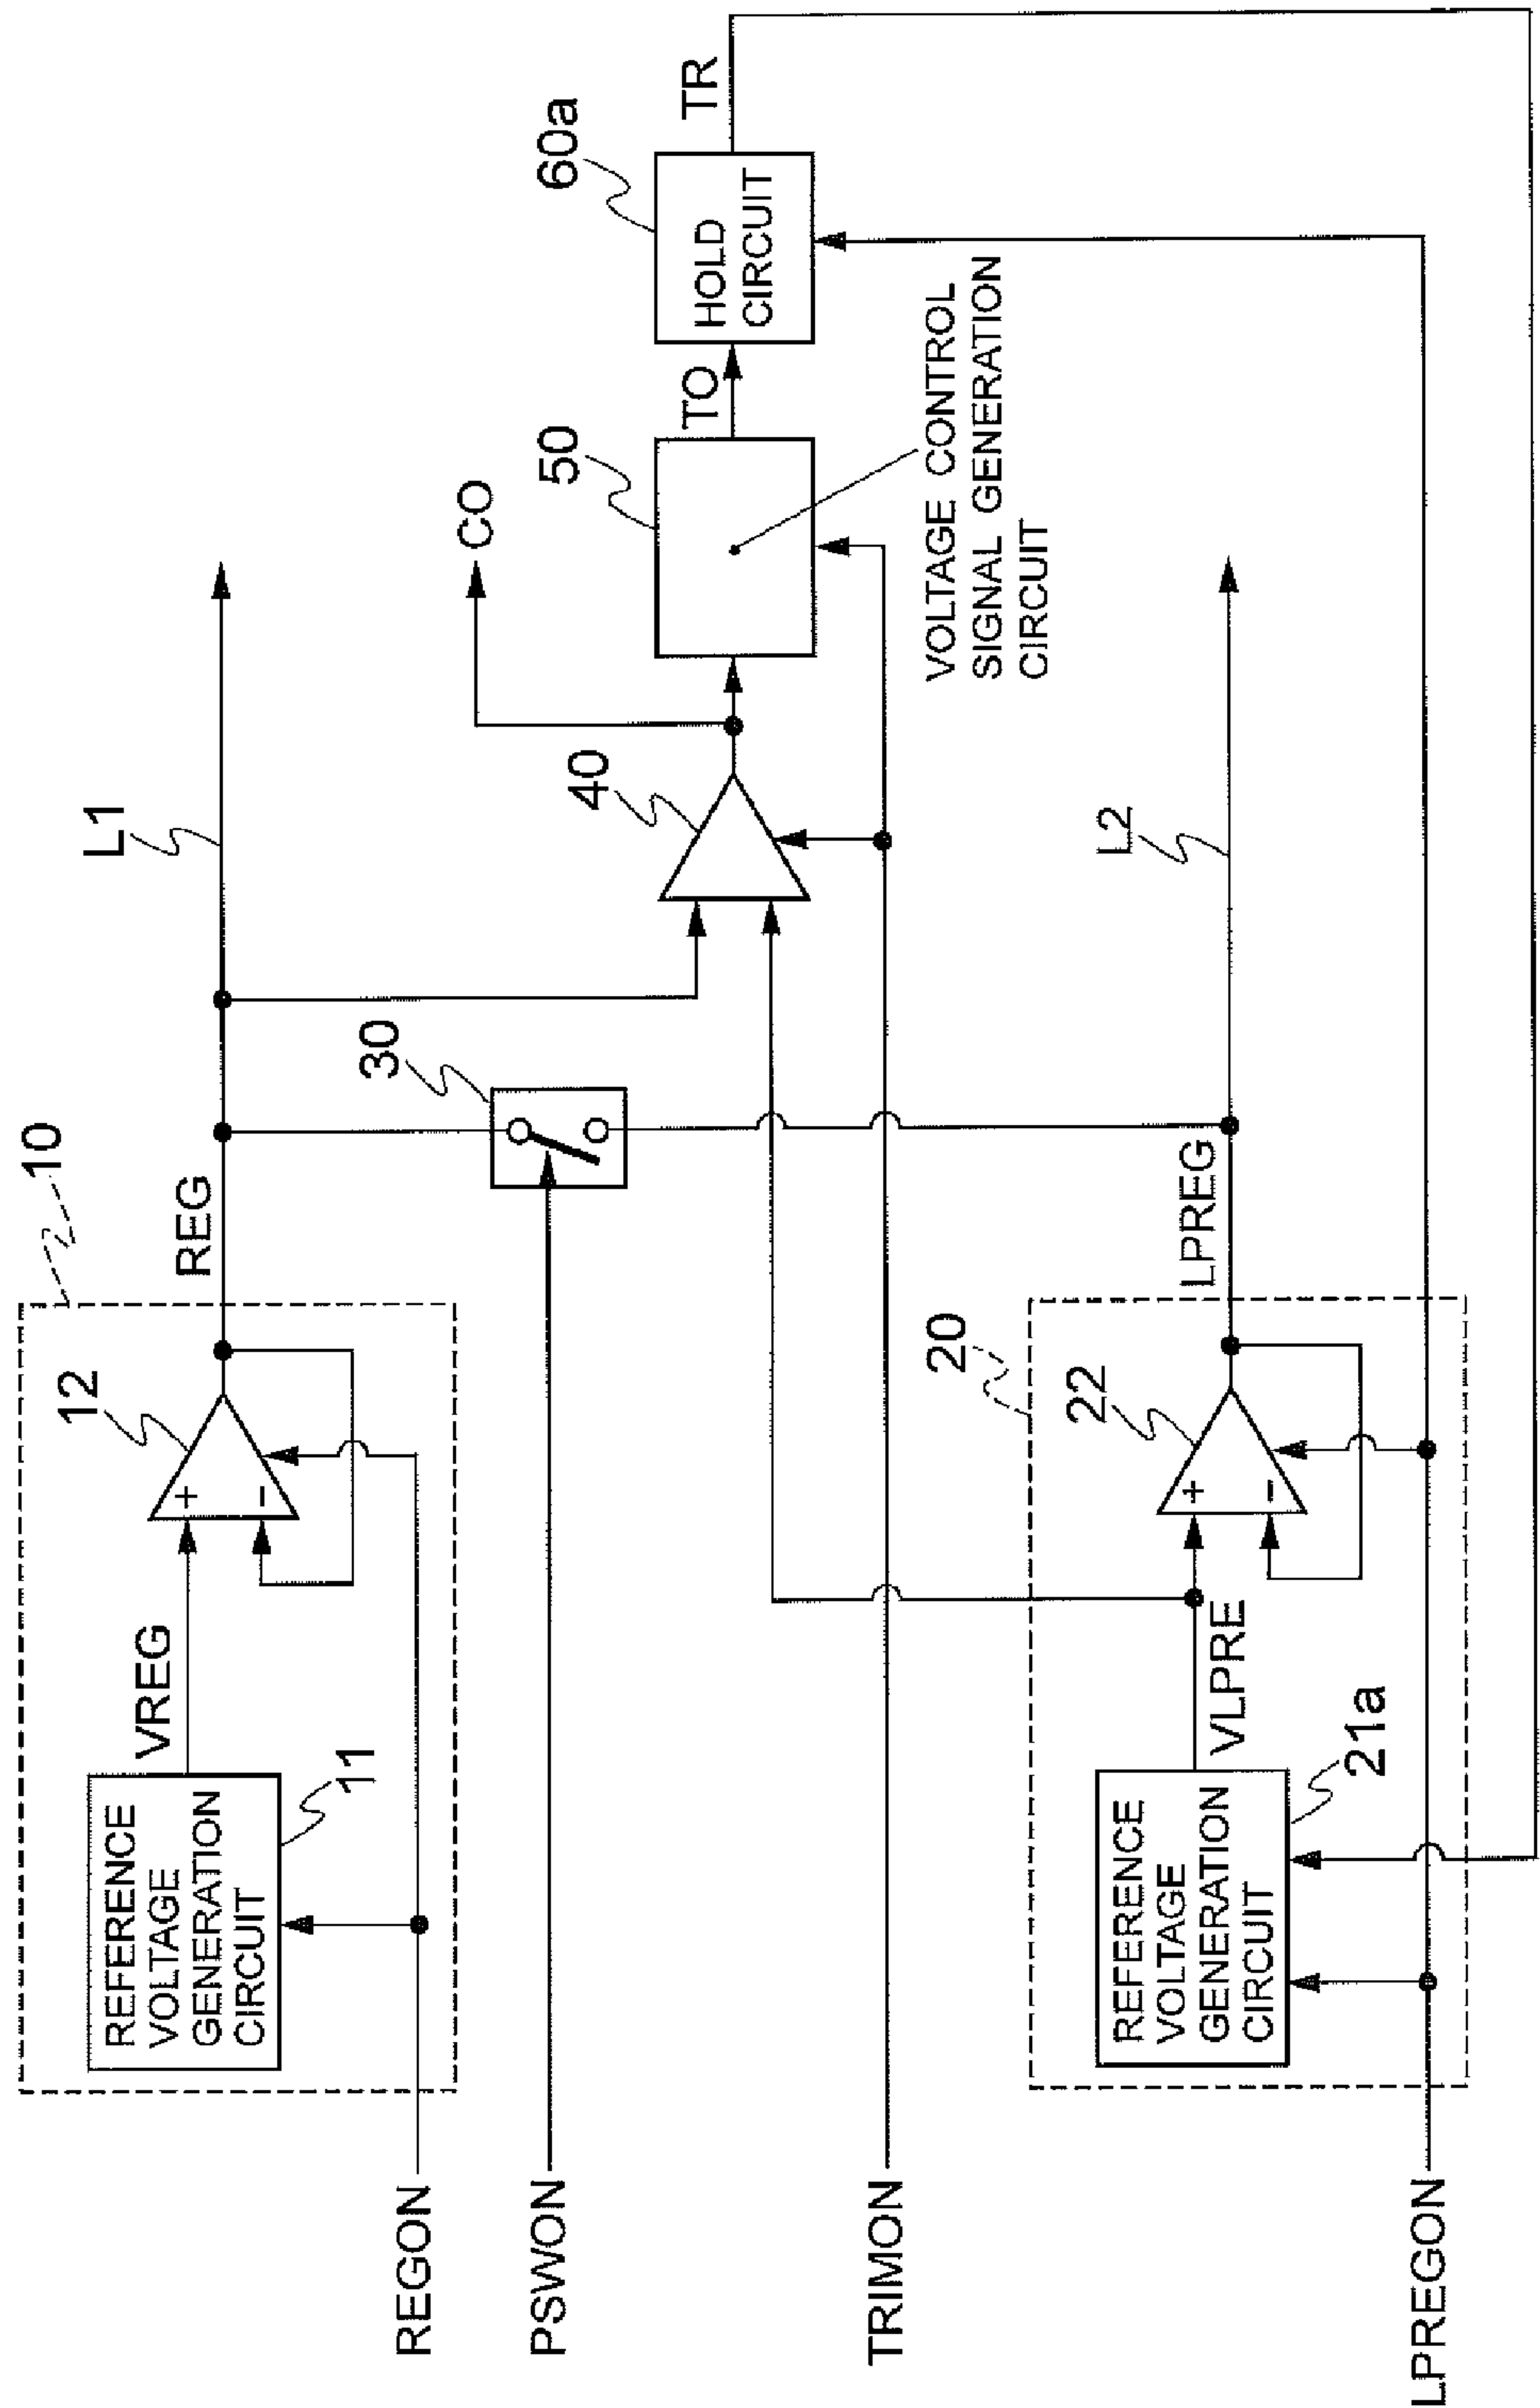 10
REG
L1
12
VREG
REFERENCE
VOLTAGE
GENERATION
CIRCUIT
11
REGON
PSWON
30
CO
40
50
TO
60a
HOLD
CIRCUIT
TR
VOLTAGE CONTROL
SIGNAL GENERATION
CIRCUIT
TRIMON
20
22
+
-
+
-
LPREG
L2
VLPRE
REFERENCE
VOLTAGE
GENERATION
CIRCUIT
21a
LPREGON